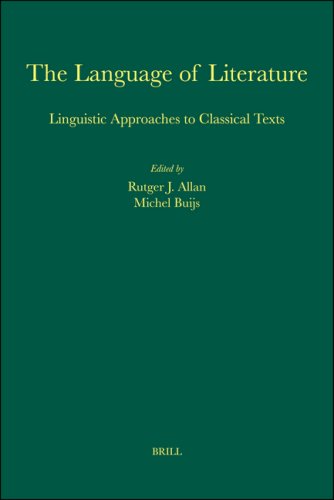 The Language of Literature
Linguistic Approaches to Classical Texts
Edited by
Rutger J. Allan
Michel Buijs
BRILL